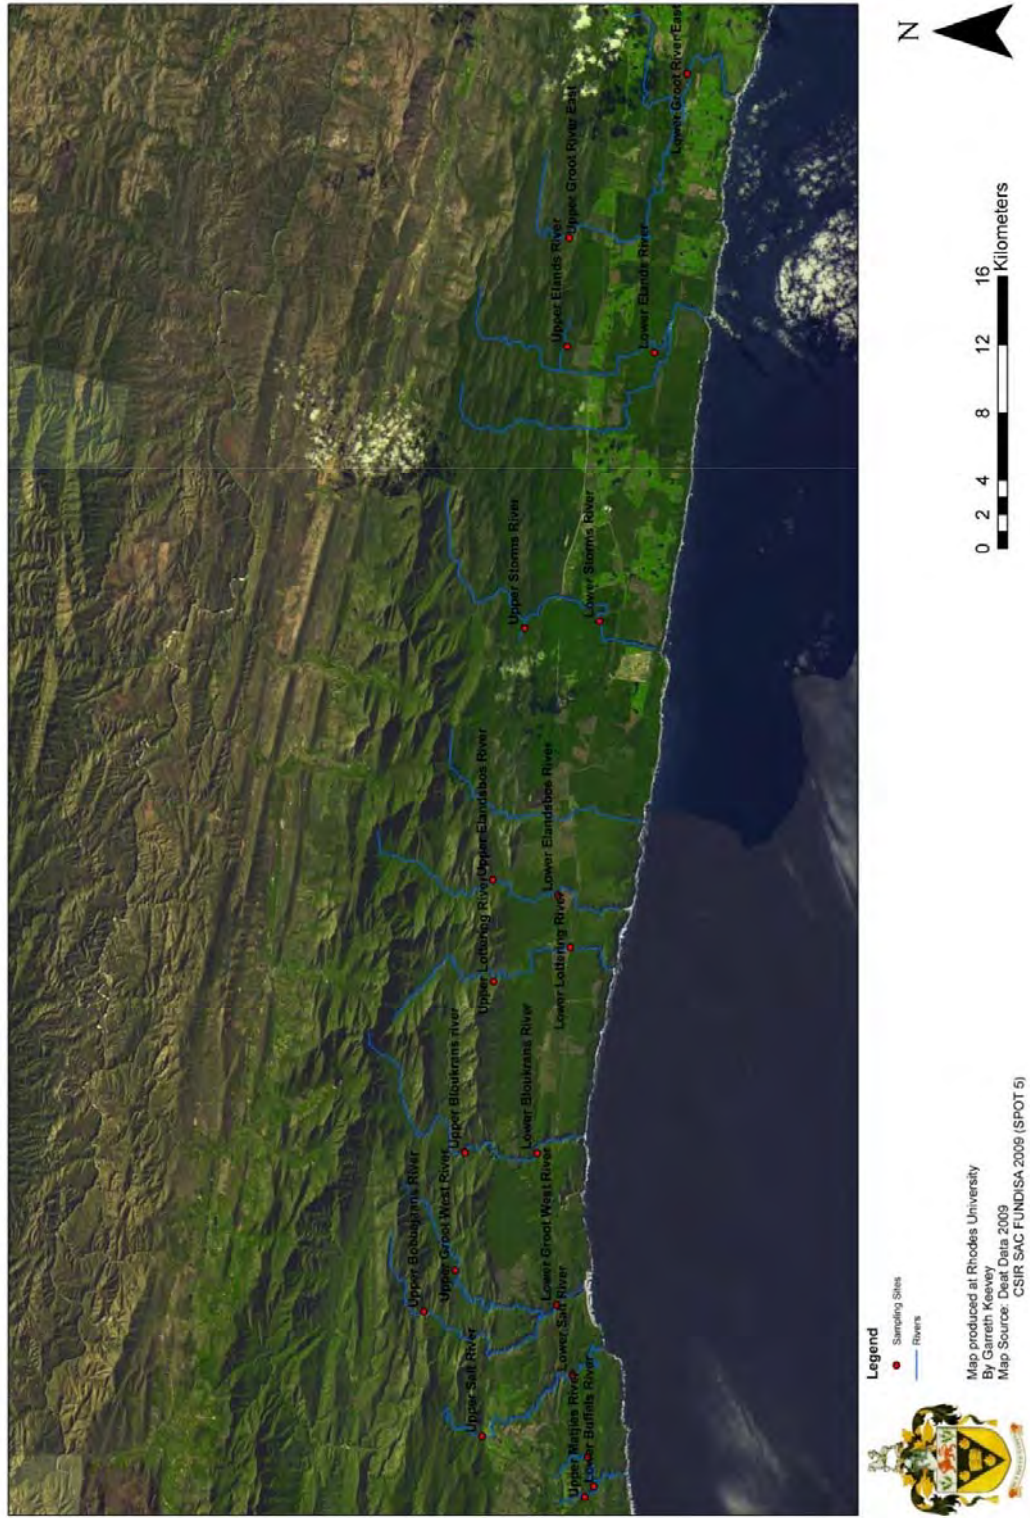 Upper Matjies River
Lower Buffels River
Upper Salt River
Lower Salt River
Upper Bobbejans River
Upper Groot West River
Lower Groot West River
Upper Bloukrans river
Lower Bloukrans River
Upper Lottering River
Lower Lottering River
Upper Elandsbos River
Lower Elandsbos River
Upper Storms River
Lower Storms River
Upper Elands River
Lower Elands River
Upper Groot River East
Lower Groot River East
Legend
Sampling Sites
Rivers
Map produced at Rhodes University
By Garreth Keevey
Map Source: Deat Data 2009
CSIR SAC FUNDISA 2009 (SPOT 5)
0 2 4 8 12 16
Kilometers
N